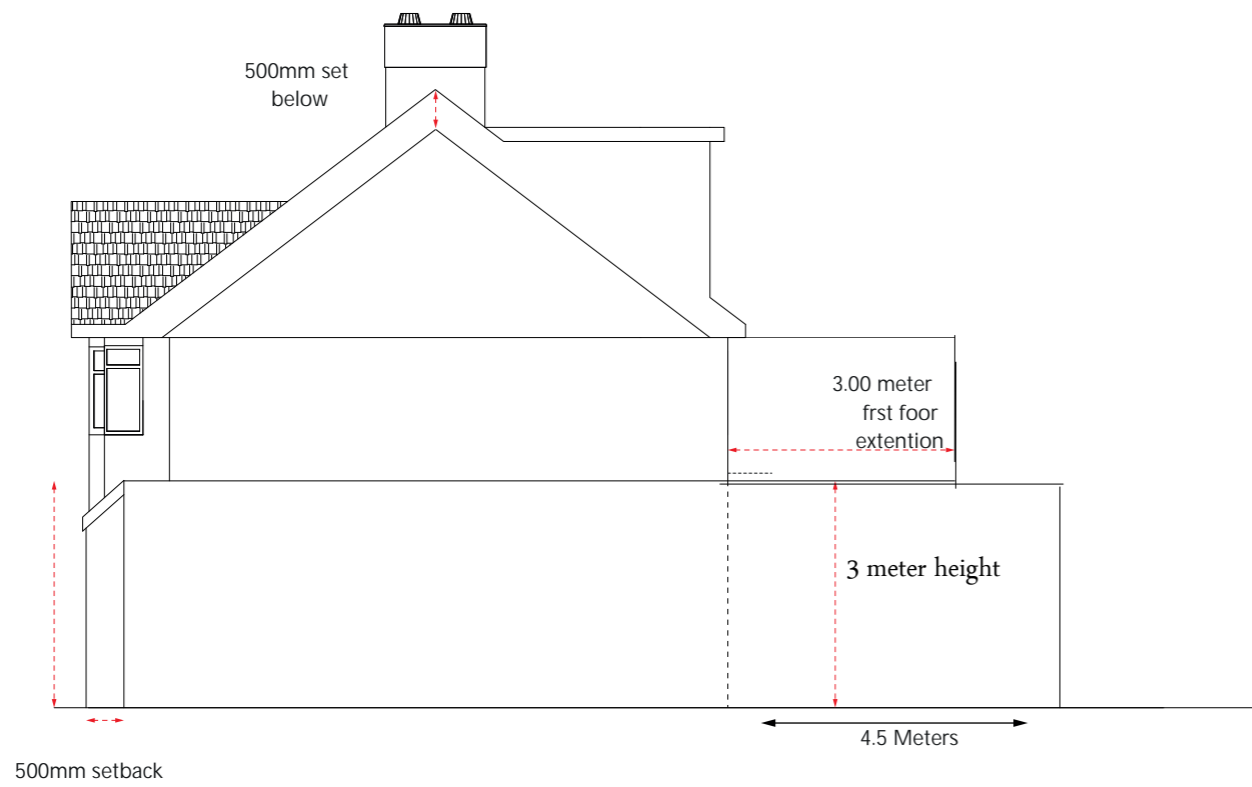 500mm set
below
3.00 meter
frst foor
extention
3 meter height
4.5 Meters
500mm setback